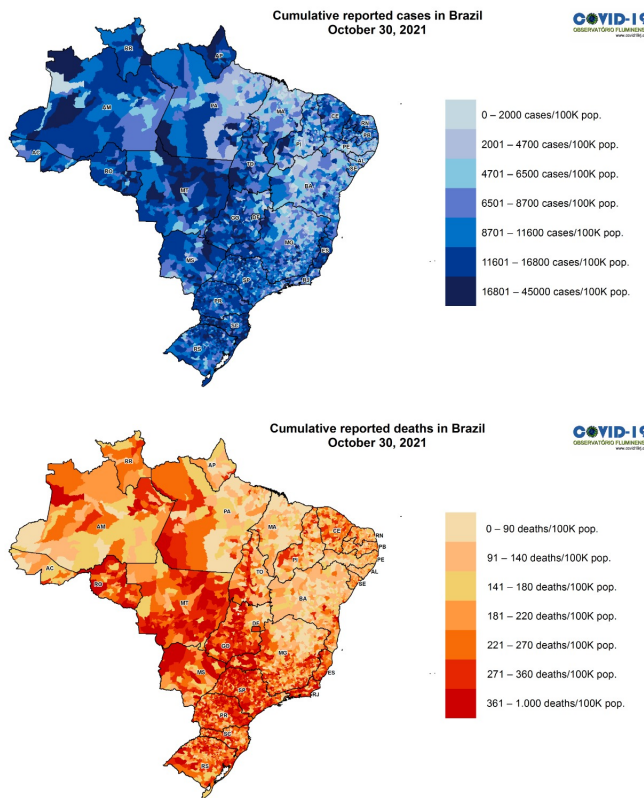 Cumulative reported cases in Brazil
October 30, 2021
COVID-19
OBSERVATÓRIO FLUMINENSE
RR
AP
AM
PA
MA
CE
RN
PB
PE
AL
SE
PI
AC
RO
TO
BA
MT
GO
DF
MG
ES
MS
SP
RJ
PR
SC
RS
0 – 2000 cases/100K pop.
2001 – 4700 cases/100K pop.
4701 – 6500 cases/100K pop.
6501 – 8700 cases/100K pop.
8701 – 11600 cases/100K pop.
11601 – 16800 cases/100K pop.
16801 – 45000 cases/100K pop.
Cumulative reported deaths in Brazil
October 30, 2021
COVID-19
OBSERVATÓRIO FLUMINENSE
RR
AP
AM
PA
MA
CE
RN
PB
PE
AL
SE
PI
AC
RO
TO
BA
MT
DF
GO
MG
ES
MS
SP
RJ
PR
SC
RS
0 – 90 deaths/100K pop.
91 – 140 deaths/100K pop.
141 – 180 deaths/100K pop.
181 – 220 deaths/100K pop.
221 – 270 deaths/100K pop.
271 – 360 deaths/100K pop.
361 – 1.000 deaths/100K pop.